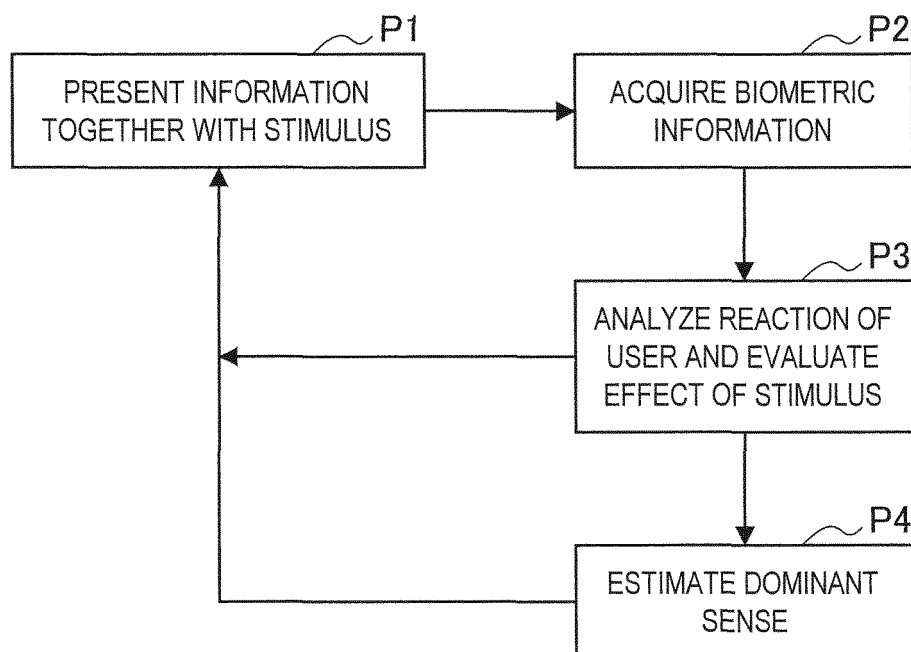 P1
PRESENT INFORMATION
TOGETHER WITH STIMULUS
P2
ACQUIRE BIOMETRIC
INFORMATION
P3
ANALYZE REACTION OF
USER AND EVALUATE
EFFECT OF STIMULUS
P4
ESTIMATE DOMINANT
SENSE